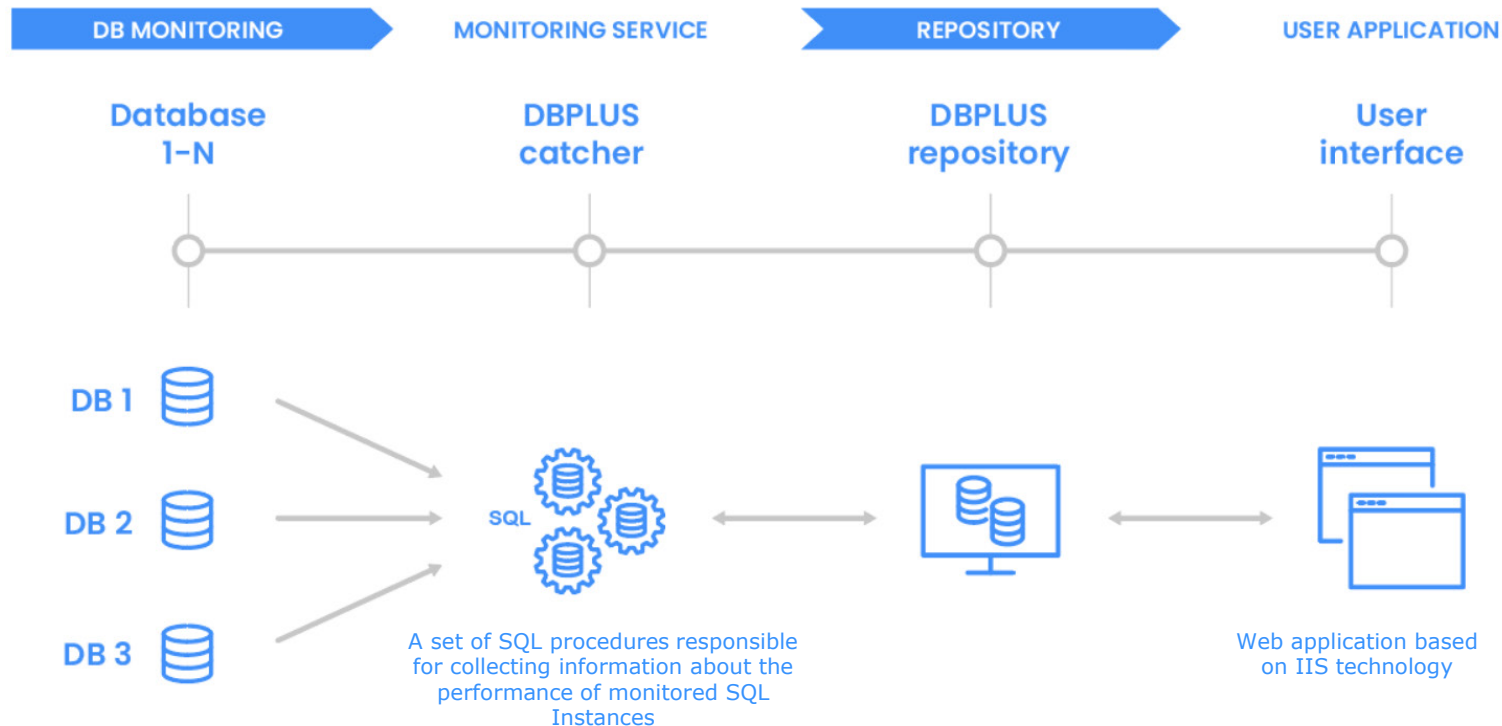 DB MONITORING
MONITORING SERVICE
REPOSITORY
USER APPLICATION
Database
1-N
DBPLUS
catcher
DBPLUS
repository
User
interface
DB 1
DB 2
DB 3
SQL
A set of SQL procedures responsible
for collecting information about the
performance of monitored SQL
Instances
Web application based
on IIS technology